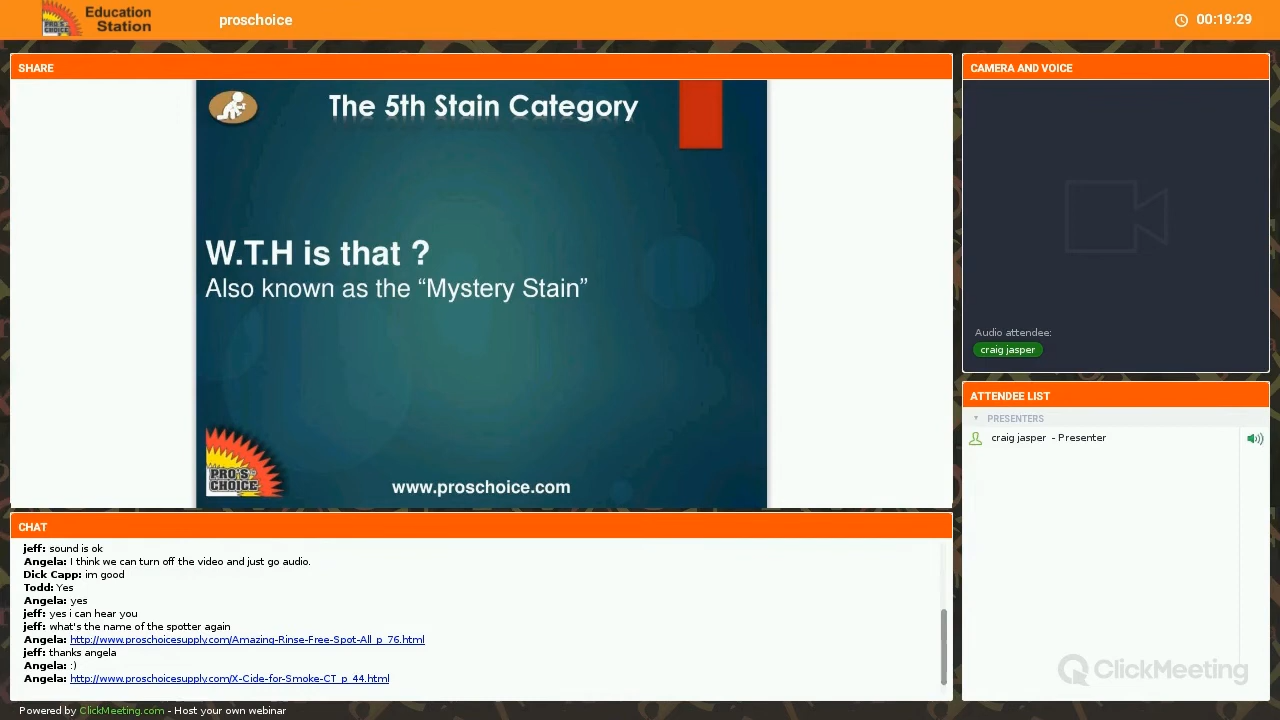 PRO'S
CHOICE
Education
Station
proschoice
00:19:29
SHARE
The 5th Stain Category
W.T.H is that ?
Also known as the “Mystery Stain”
PRO'S
CHOICE
www.proschoice.com
CAMERA AND VOICE
Audio attendee:
craig jasper
ATTENDEE LIST
PRESENTERS
craig jasper - Presenter
CHAT
jeff: sound is ok
Angela: I think we can turn off the video and just go audio.
Dick Capp: im good
Todd: Yes
Angela: yes
jeff: yes i can hear you
jeff: what's the name of the spotter again
Angela: http://www.proschoicesupply.com/Amazing-Rinse-Free-Spot-All_p_76.html
jeff: thanks angela
Angela: :)
Angela: http://www.proschoicesupply.com/X-Cide-for-Smoke-CT_p_44.html
ClickMeeting
Powered by ClickMeeting.com - Host your own webinar